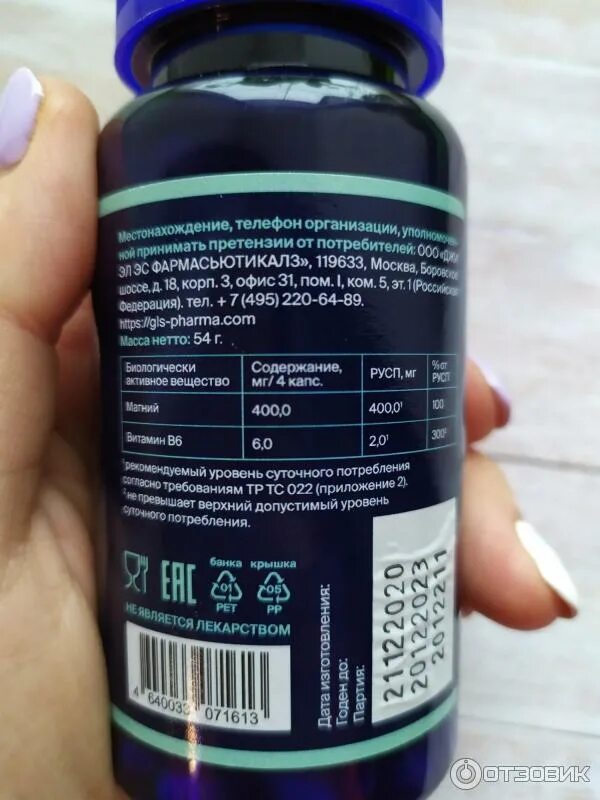 Местонахождение, телефон организации, уполномочен-
ной принимать претензии от потребителей: ООО «ДЖИ
ЭЛ ЭС ФАРМАСЬЮТИКАЛЗ», 119633, Москва, Боровское
шоссе, д. 18, корп. 3, офис 31, пом. I, ком. 5, эт. 1 (Российская
Федерация). тел. + 7 (495) 220-64-89.
https://gls-pharma.com
Масса нетто: 54 г.
Биологически активное вещество Содержание, мг/ 4 капс. РУСП, мг % от РУСП
Магний 400,0 400,0¹ 100
Витамин В6 6,0 2,0¹ 300²
¹ рекомендуемый уровень суточного потребления
согласно требованиям ТР ТС 022 (приложение 2).
² не превышает верхний допустимый уровень
суточного потребления.
банка крышка
EAC 01 05
PET PP
НЕ ЯВЛЯЕТСЯ ЛЕКАРСТВОМ
4 640033 071613
Дата изготовления: 21122020
Годен до: 20122023
Партия: 2012211
ОТЗОВИК